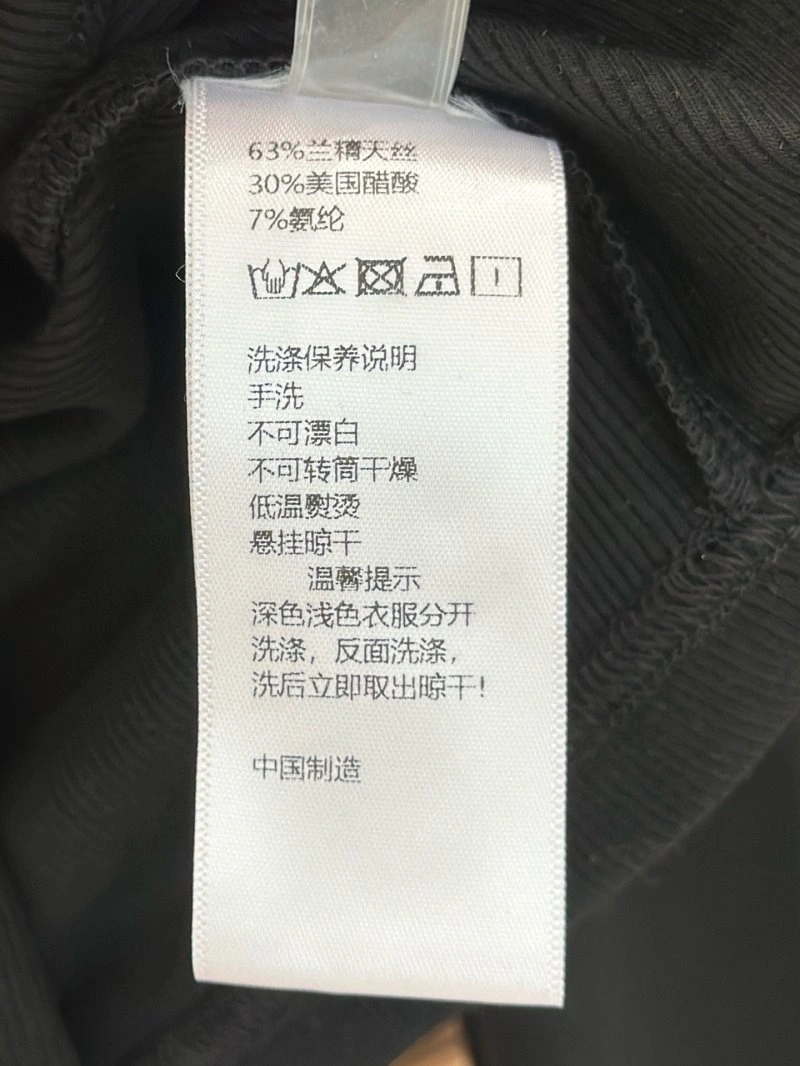 63%兰精天丝
30%美国醋酸
7%氨纶
洗涤保养说明
手洗
不可漂白
不可转筒干燥
低温熨烫
悬挂晾干
温馨提示
深色浅色衣服分开
洗涤，反面洗涤，
洗后立即取出晾干！
中国制造